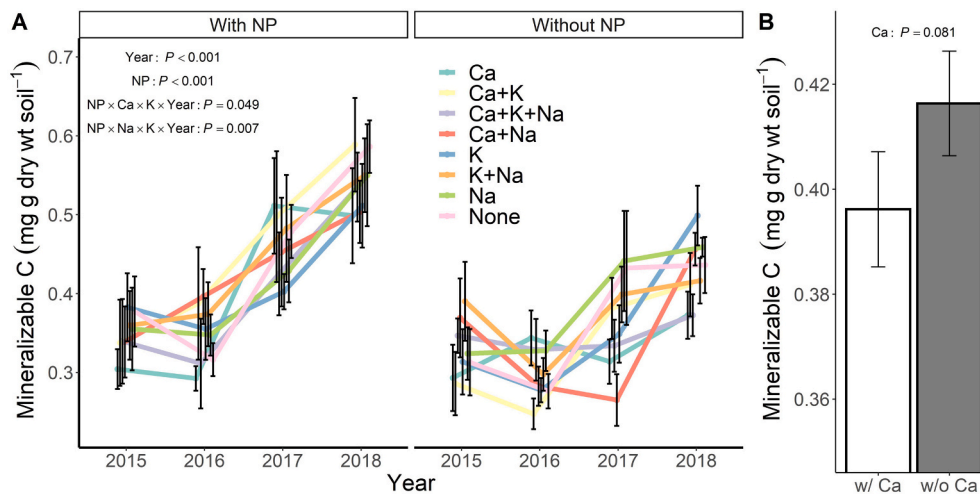 A
With NP
Without NP
Mineralizable C (mg g dry wt soil⁻¹)
0.7
0.6
0.5
0.4
0.3
Year: P < 0.001
NP: P < 0.001
NP × Ca × K × Year: P = 0.049
NP × Na × K × Year: P = 0.007
Ca
Ca+K
Ca+K+Na
Ca+Na
K
K+Na
Na
None
2015 2016 2017 2018
2015 2016 2017 2018
Year
B
Ca: P = 0.081
Mineralizable C (mg g dry wt soil⁻¹)
0.42
0.40
0.38
0.36
w/ Ca w/o Ca